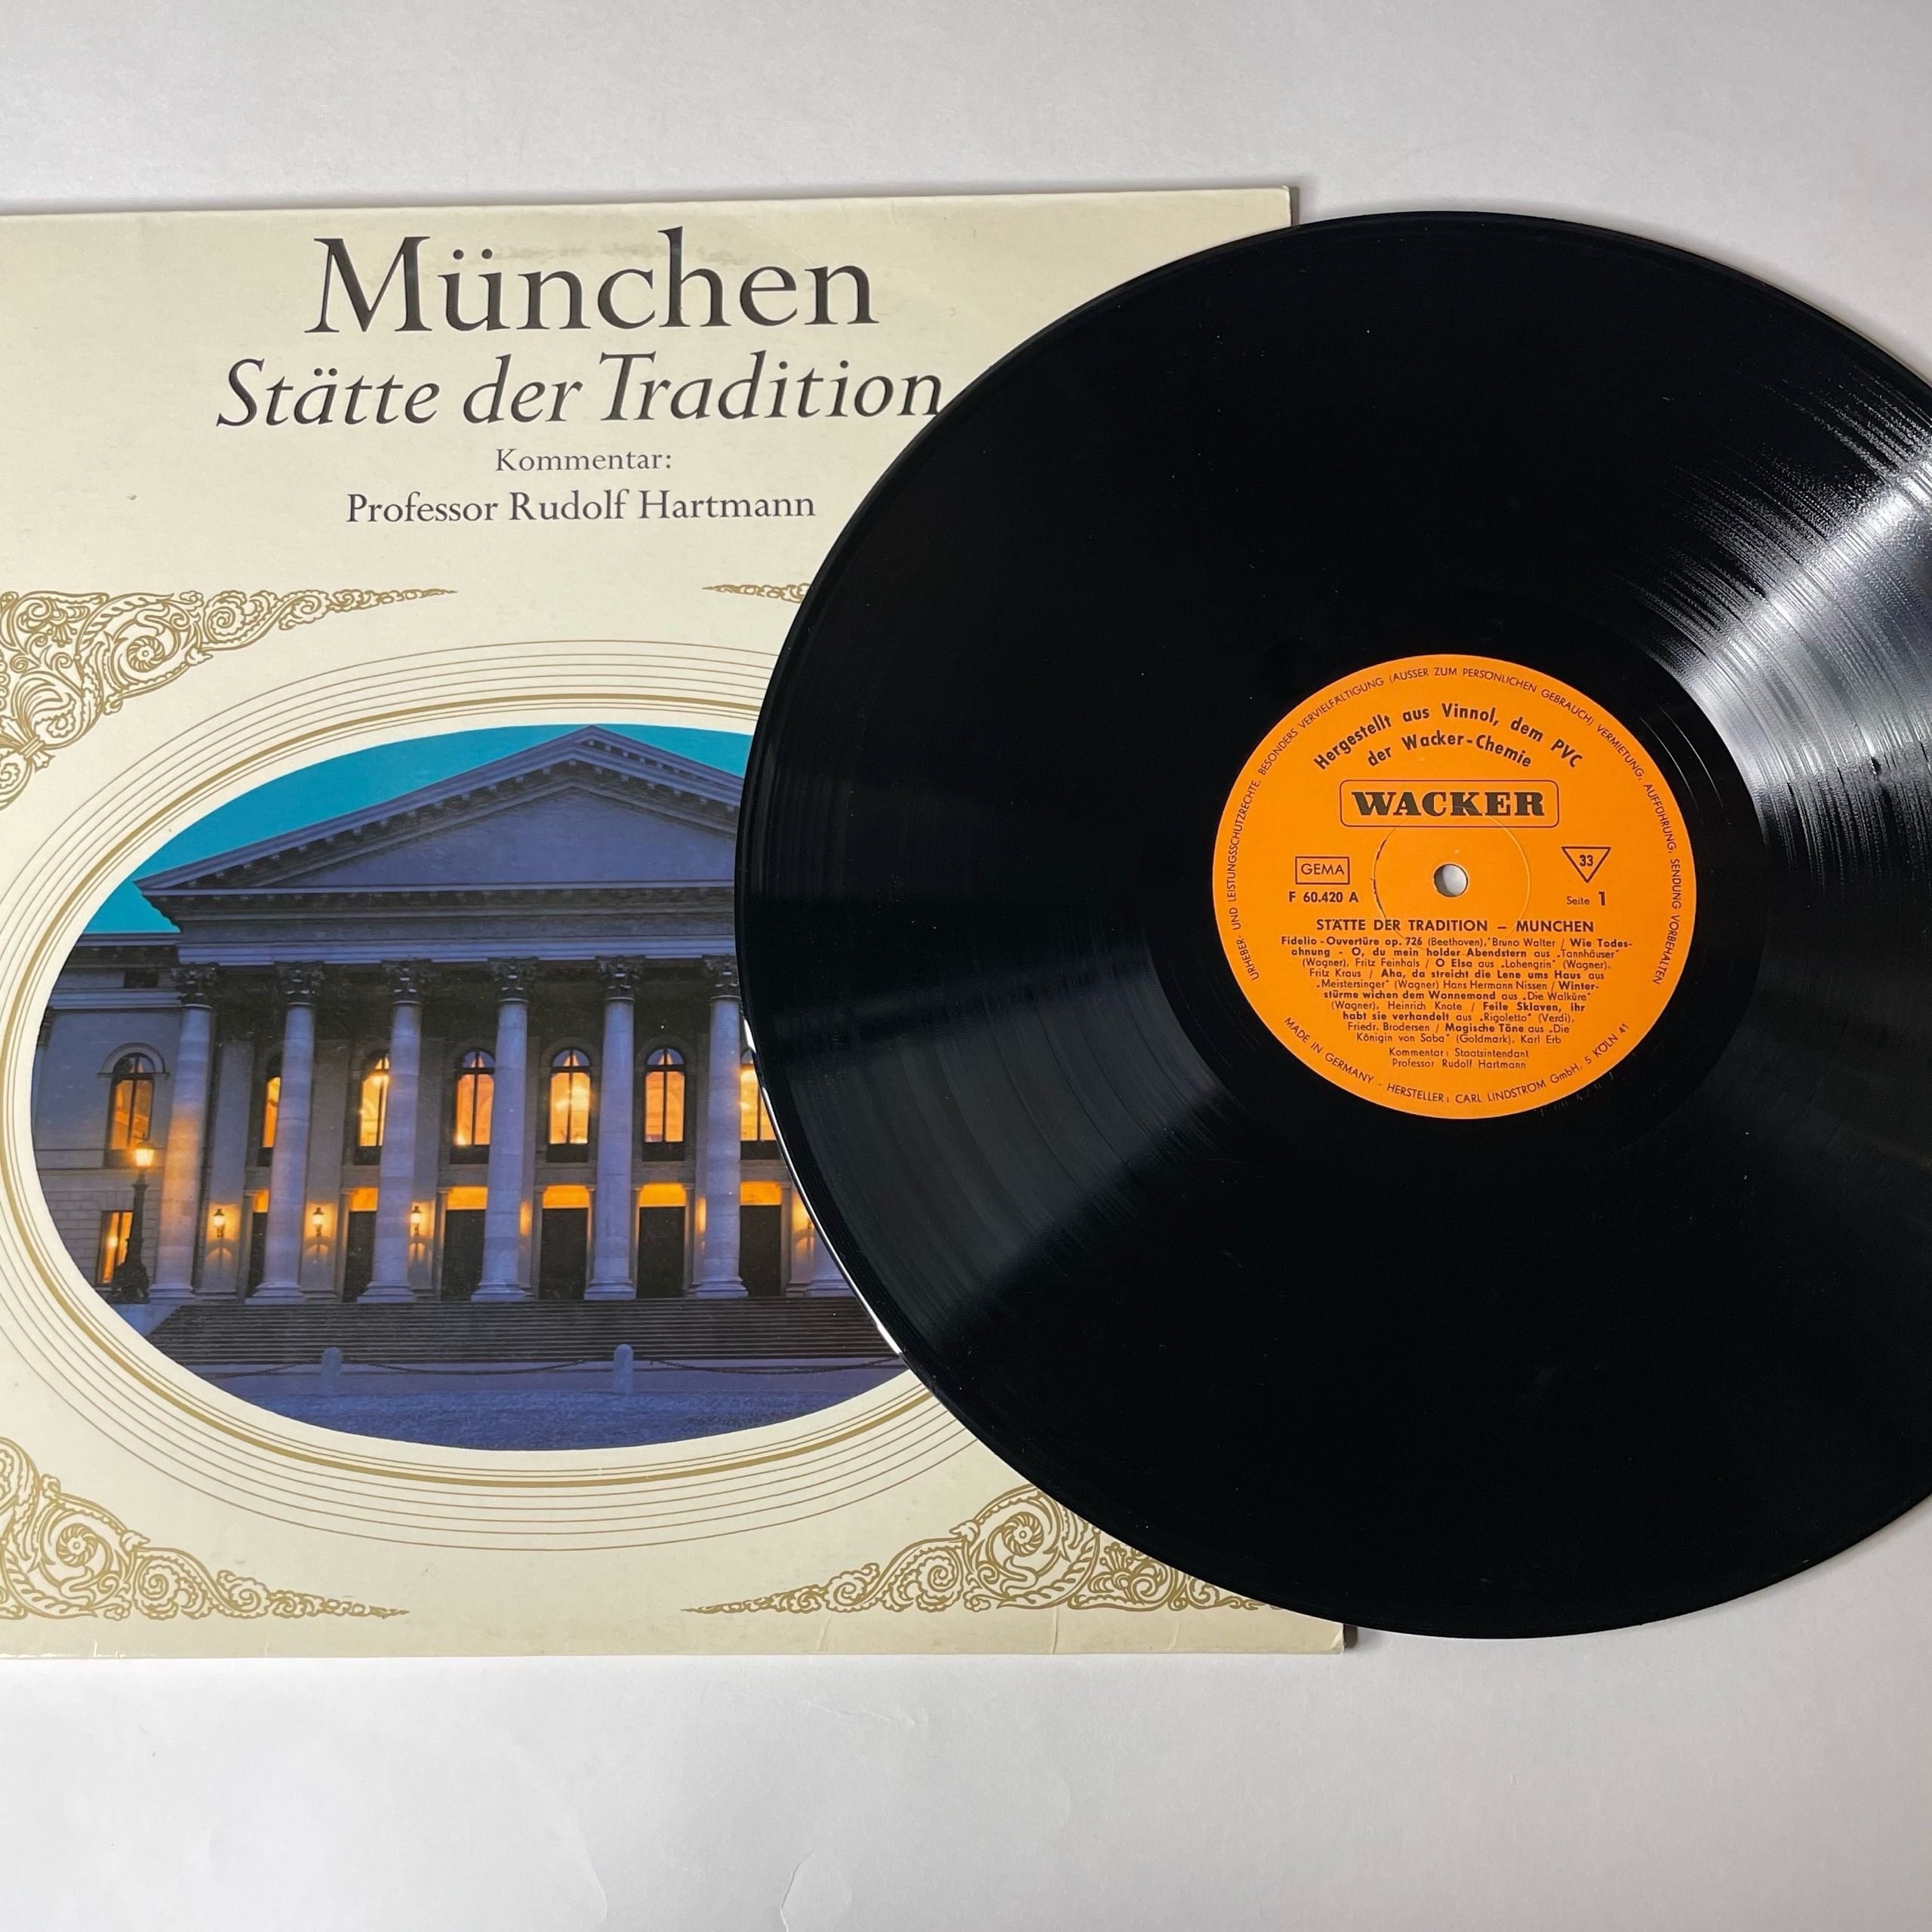 München
Stätte der Tradition
Kommentar:
Professor Rudolf Hartmann
URHEBER- UND LEISTUNGSSCHUTZRECHTE, BESONDERS VERVIELFÄLTIGUNG (AUSSER ZUM PERSÖNLICHEN GEBRAUCH) VERMIETUNG, AUFFÜHRUNG, SENDUNG VORBEHALTEN
Hergestellt aus Vinnol, dem PVC
der Wacker-Chemie
WACKER
GEMA
33
F 60.420 A
Seite 1
STÄTTE DER TRADITION – MUNCHEN
Fidelio-Ouvertüre op. 726 (Beethoven), Bruno Walter / Wie Todes-
ahnung - O, du mein holder Abendstern aus „Tannhäuser"
(Wagner), Fritz Feinhals / O Elsa aus „Lohengrin" (Wagner),
Fritz Kraus / Aha, da streicht die Lene ums Haus aus
„Meistersinger" (Wagner) Hans Hermann Nissen / Winter-
stürme wichen dem Wonnemond aus „Die Walküre"
(Wagner), Heinrich Knote / Feile Sklaven, ihr
habt sie verhandelt aus „Rigoletto" (Verdi),
Friedr. Brodersen / Magische Töne aus „Die
Königin von Saba" (Goldmark), Karl Erb
Kommentar: Staatsintendant
Professor Rudolf Hartmann
MADE IN GERMANY - HERSTELLER: CARL LINDSTRÖM GmbH, 5 KÖLN 41